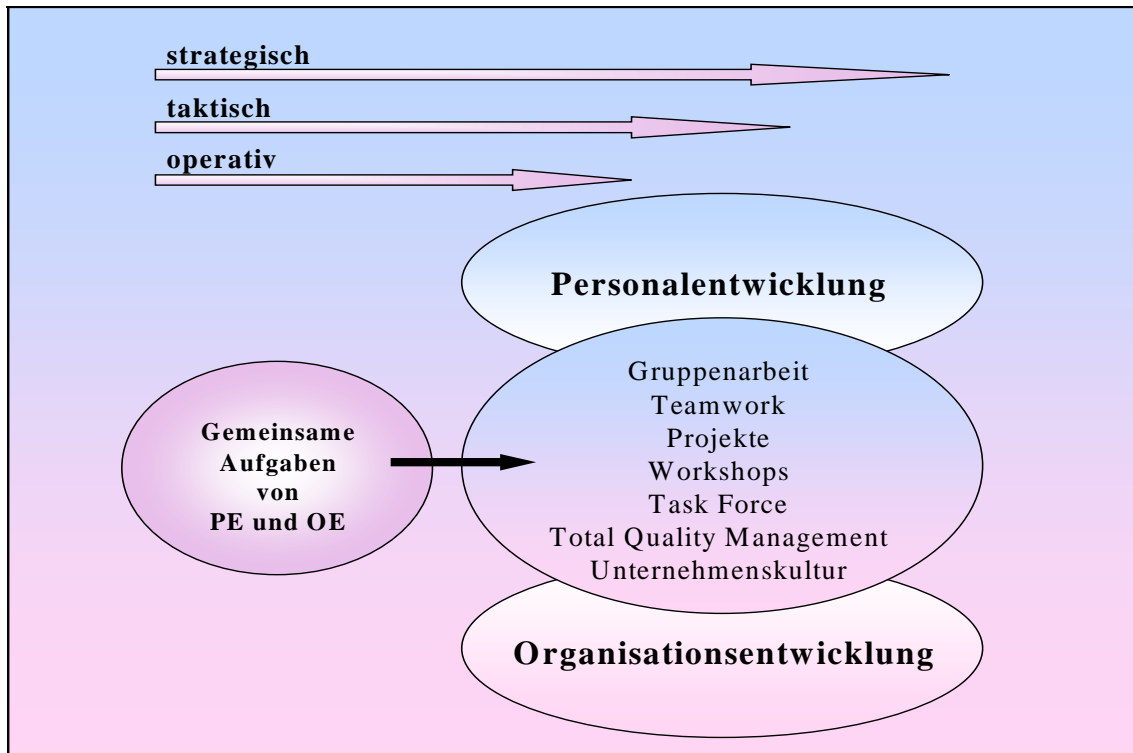 strategisch
taktisch
operativ
Personalentwicklung
Gruppenarbeit
Teamwork
Projekte
Workshops
Task Force
Total Quality Management
Unternehmenskultur
Gemeinsame
Aufgaben
von
PE und OE
Organisationsentwicklung